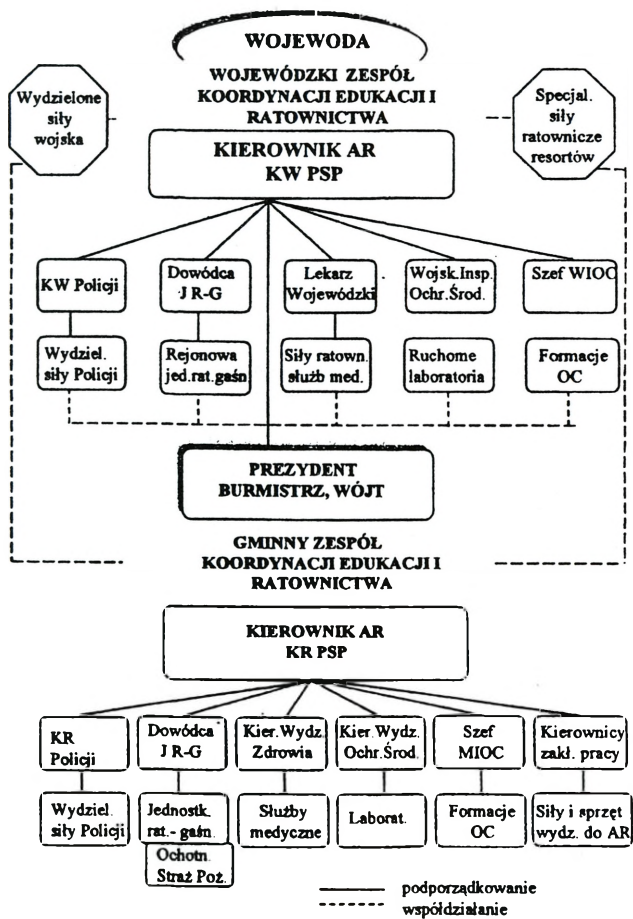 WOJEWODA
WOJEWÓDZKI ZESPÓŁ
KOORDYNACJI EDUKACJI I
RATOWNICTWA
Wydzielone
siły
wojska
Specjal.
siły
ratownicze
resortów
KIEROWNIK AR
KW PSP
KW Policji
Dowódca
J R-G
Lekarz
Wojewódzki
Wojsk.Insp.
Ochr.Środ.
Szef WIOC
Wydziel.
siły Policji
Rejonowa
jed.rat.gaśn.
Siły ratown.
służb med.
Ruchome
laboratoria
Formacje
OC
PREZYDENT
BURMISTRZ, WÓJT
GMINNY ZESPÓŁ
KOORDYNACJI EDUKACJI I
RATOWNICTWA
KIEROWNIK AR
KR PSP
KR
Policji
Dowódca
J R-G
Kier.Wydz.
Zdrowia
Kier.Wydz.
Ochr.Środ.
Szef
MIOC
Kierownicy
zakł. pracy
Wydziel.
siły Policji
Jednostk.
rat.- gaśn.
Służby
medyczne
Laborat.
Formacje
OC
Siły i sprzęt
wydz. do AR
Ochotn.
Straż Poż.
podporządkowanie
współdziałanie